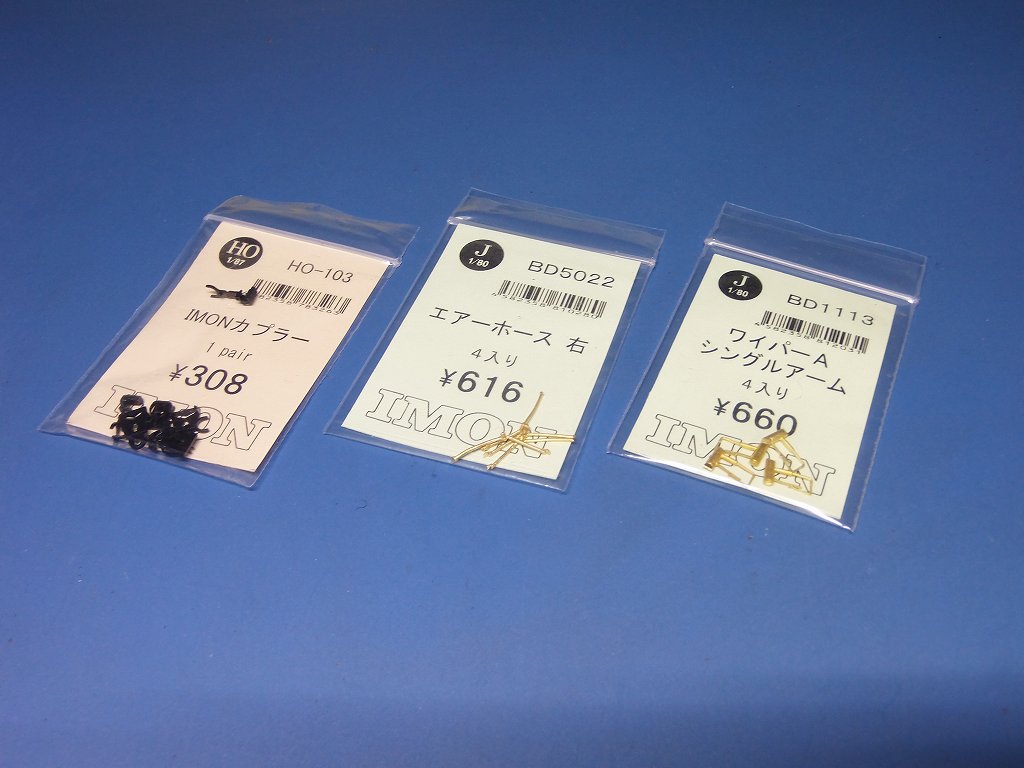 HO
1/87
HO-103
IMONカプラー
1 pair
¥308
IMON
J
1/80
BD5022
4582358810280
エアーホース 右
4入り
¥616
IMON
J
1/80
BD1113
4582358812031
ワイパーA
シングルアーム
4入り
¥660
IMON